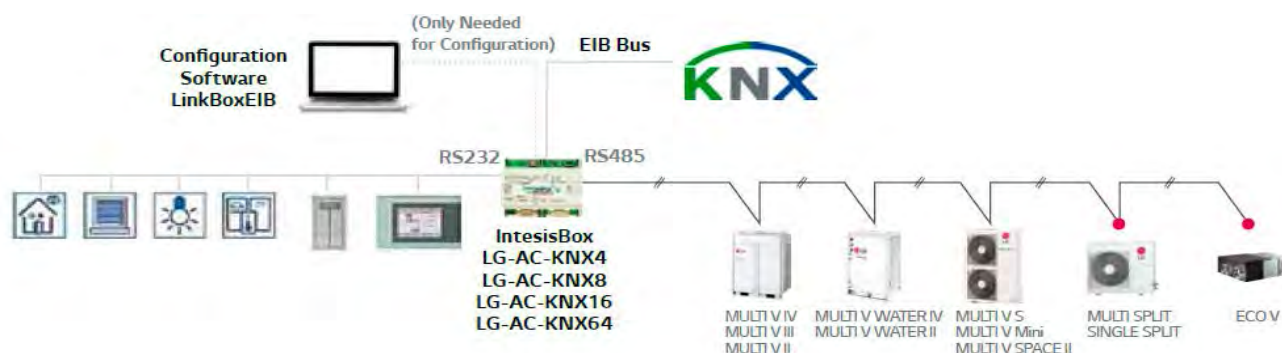 (Only Needed
for Configuration)
EIB Bus
Configuration
Software
LinkBoxEIB
KNX
RS232
RS485
IntesisBox
LG-AC-KNX4
LG-AC-KNX8
LG-AC-KNX16
LG-AC-KNX64
MULTI V IV
MULTI V III
MULTI V II
MULTI V WATER IV
MULTI V WATER II
MULTI V S
MULTI V Mini
MULTI V SPACE II
MULTI SPLIT
SINGLE SPLIT
ECO V